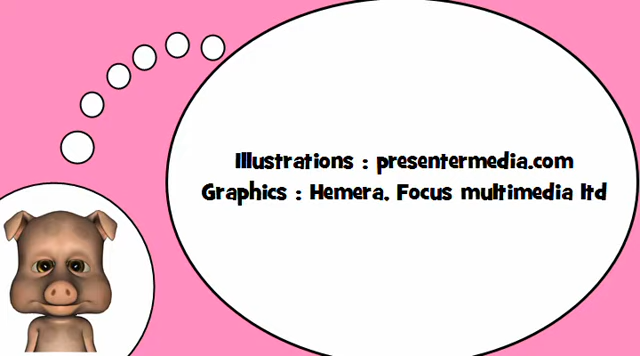 Illustrations : presentermedia.com
Graphics : Hemera. Focus multimedia ltd